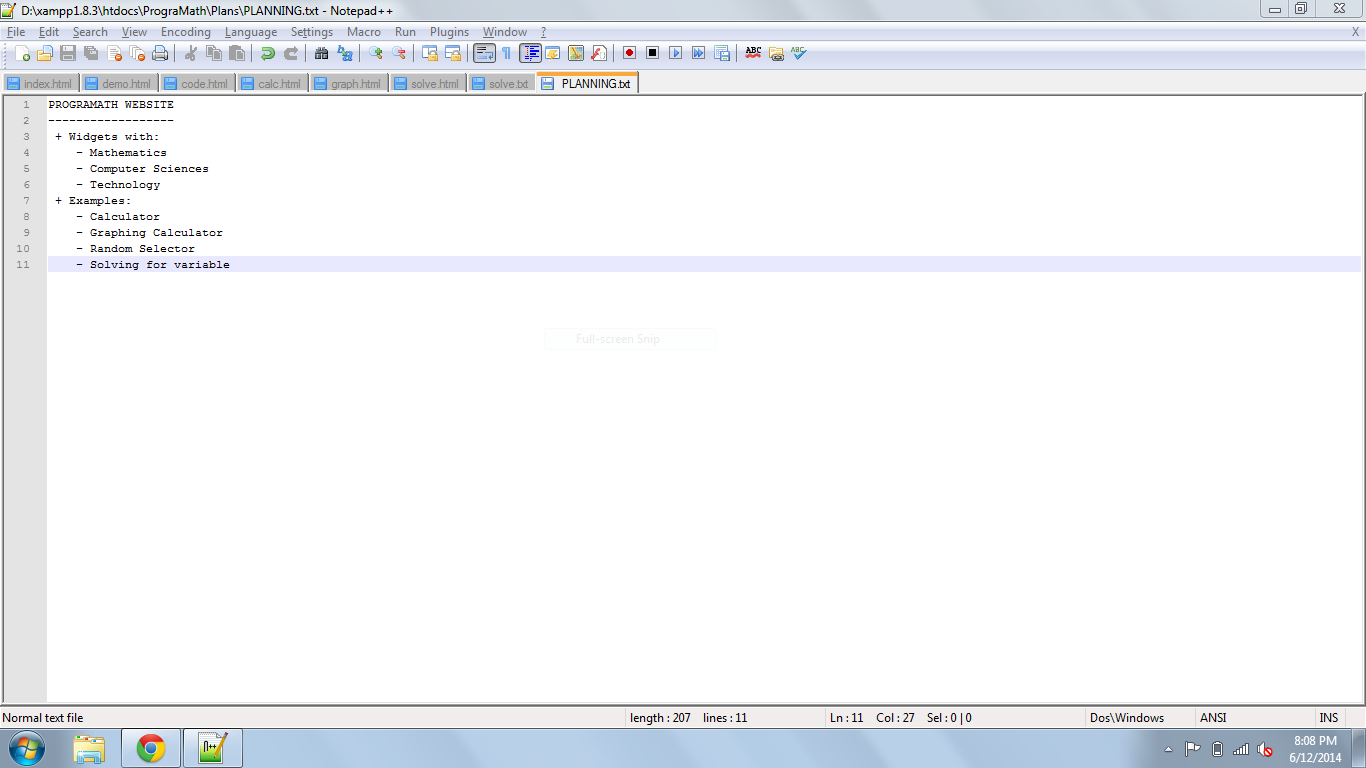 D:\xampp1.8.3\htdocs\PrograMath\Plans\PLANNING.txt - Notepad++
File Edit Search View Encoding Language Settings Macro Run Plugins Window ? X
index.html demo.html code.html calc.html graph.html solve.html solve.txt PLANNING.txt
1 PROGRAMATH WEBSITE
2 ------------------
3 + Widgets with:
4 - Mathematics
5 - Computer Sciences
6 - Technology
7 + Examples:
8 - Calculator
9 - Graphing Calculator
10 - Random Selector
11 - Solving for variable
Full-screen Snip
Normal text file length : 207 lines : 11 Ln : 11 Col : 27 Sel : 0 | 0 Dos\Windows ANSI INS
8:08 PM
6/12/2014